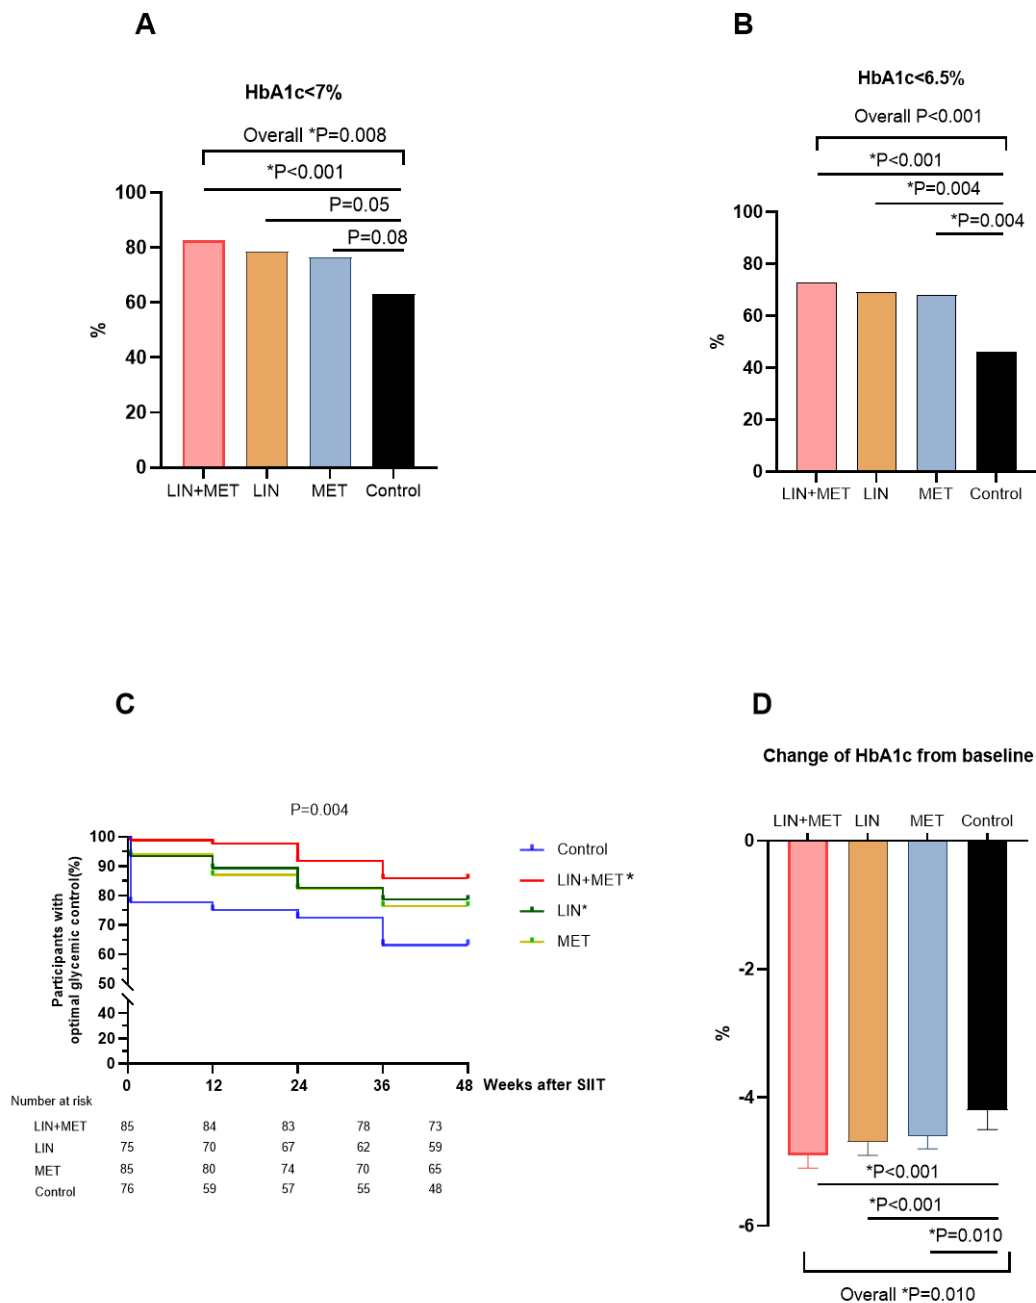 A
HbA1c<7%
Overall *P=0.008
*P<0.001
P=0.05
P=0.08
100
80
60
40
20
0
%
LIN+MET LIN MET Control
B
HbA1c<6.5%
Overall P<0.001
*P<0.001
*P=0.004
*P=0.004
100
80
60
40
20
0
%
LIN+MET LIN MET Control
C
P=0.004
Participants with
optimal glycemic control(%)
100
90
80
70
60
50
40
20
0
0 12 24 36 48 Weeks after SIIT
Control
LIN+MET*
LIN*
MET
Number at risk
LIN+MET 85 84 83 78 73
LIN 75 70 67 62 59
MET 85 80 74 70 65
Control 76 59 57 55 48
D
Change of HbA1c from baseline
LIN+MET LIN MET Control
0
-2
-4
-6
%
*P<0.001
*P<0.001
*P=0.010
Overall *P=0.010